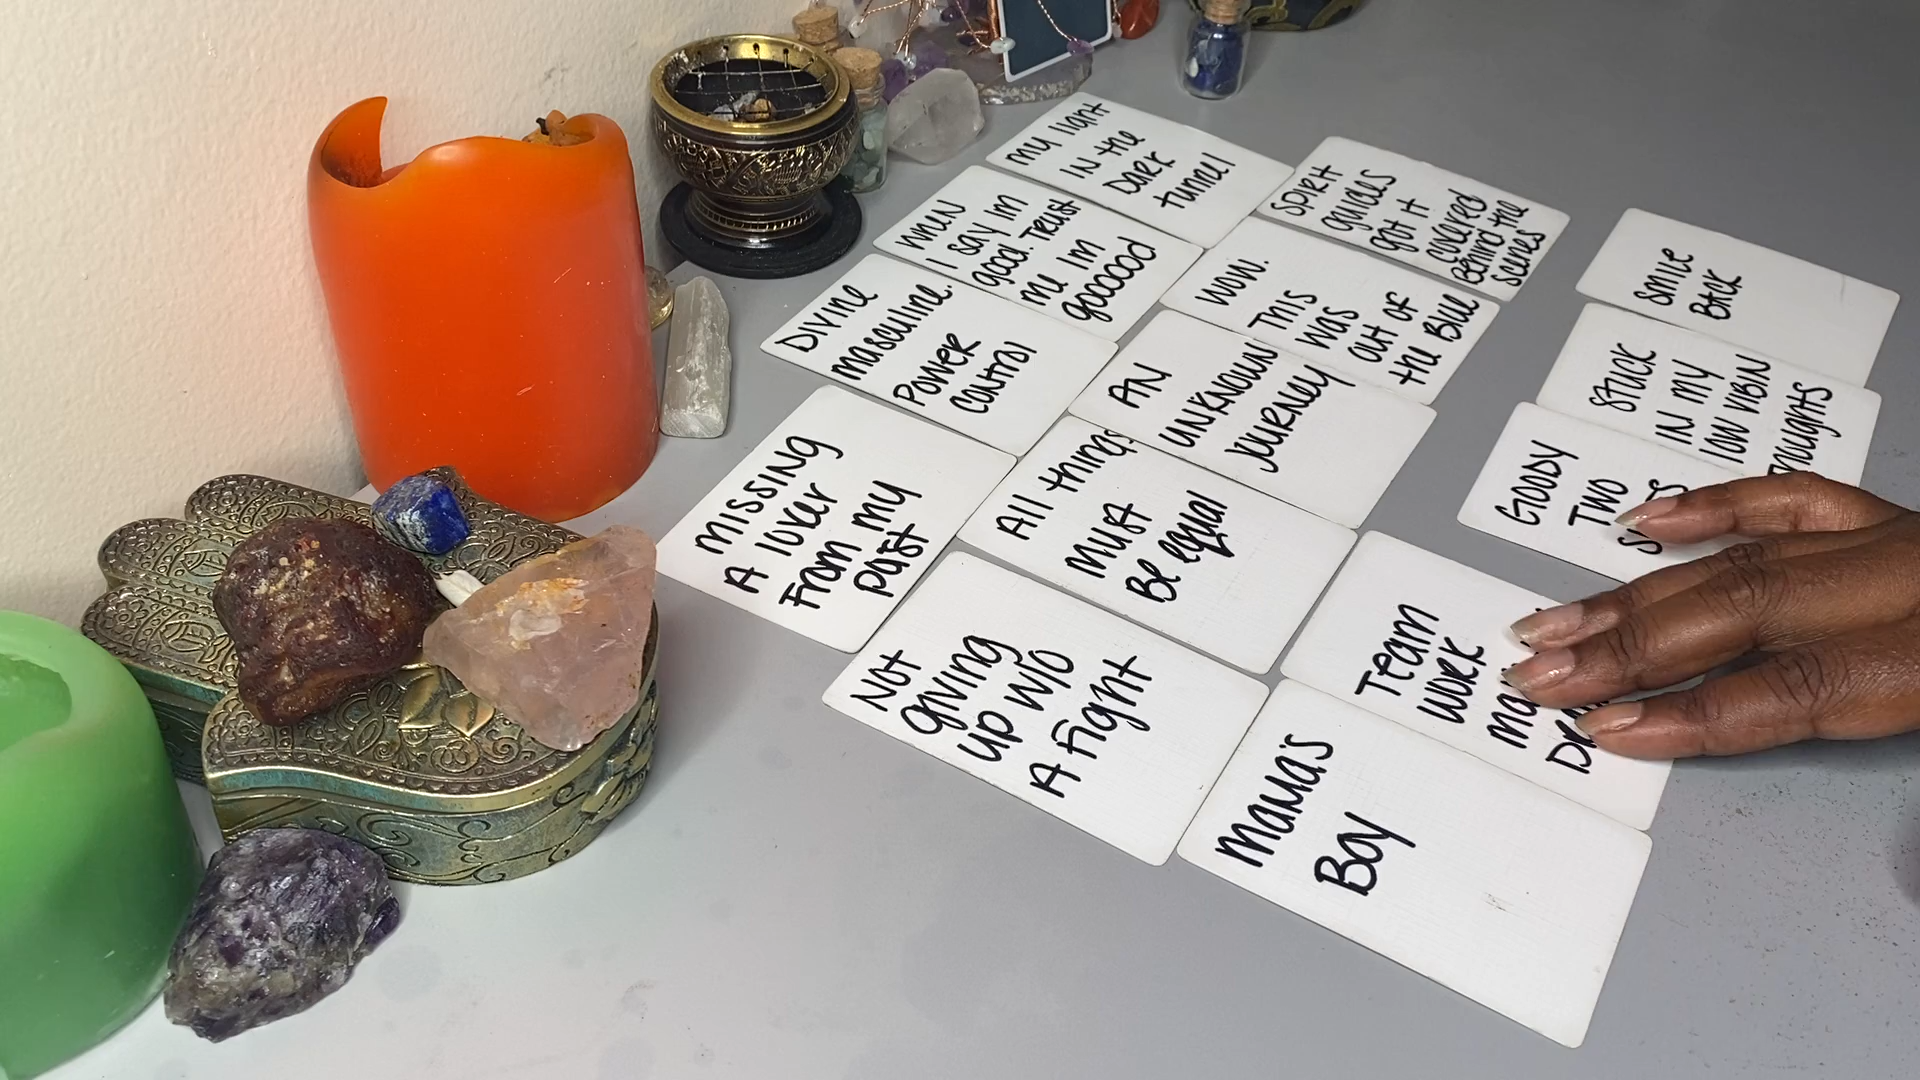 my light
IN the
DARK
tunnel
SPIRIT
guides
got it
covered
Behind the
scenes
Smile
BACK
WHEN
I say Im
good. Trust
me Im
goooood
WOW.
THIS
WAS
out of
the Blue
STUCK
IN my
low VIBIN
DIVINE
masculine.
POWER
CONTROl
AN
UNKNOWN
JOURNEY
GOODY
TWO
MISSING
A lover
From my
past
All things
must
Be equal
Team
WORK
NOT
giving
up w/o
A Fight
MAMA'S
BOY